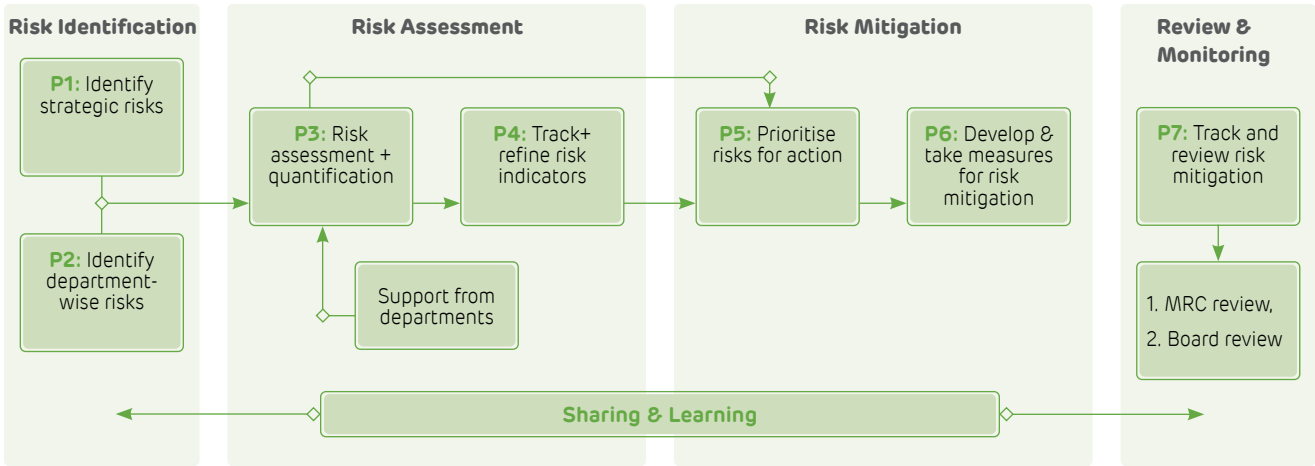 Risk Identification
P1: Identify
strategic risks
P2: Identify
department-
wise risks
Risk Assessment
P3: Risk
assessment +
quantification
P4: Track+
refine risk
indicators
Support from
departments
Risk Mitigation
P5: Prioritise
risks for action
P6: Develop &
take measures
for risk
mitigation
Review &
Monitoring
P7: Track and
review risk
mitigation
1. MRC review,
2. Board review
Sharing & Learning